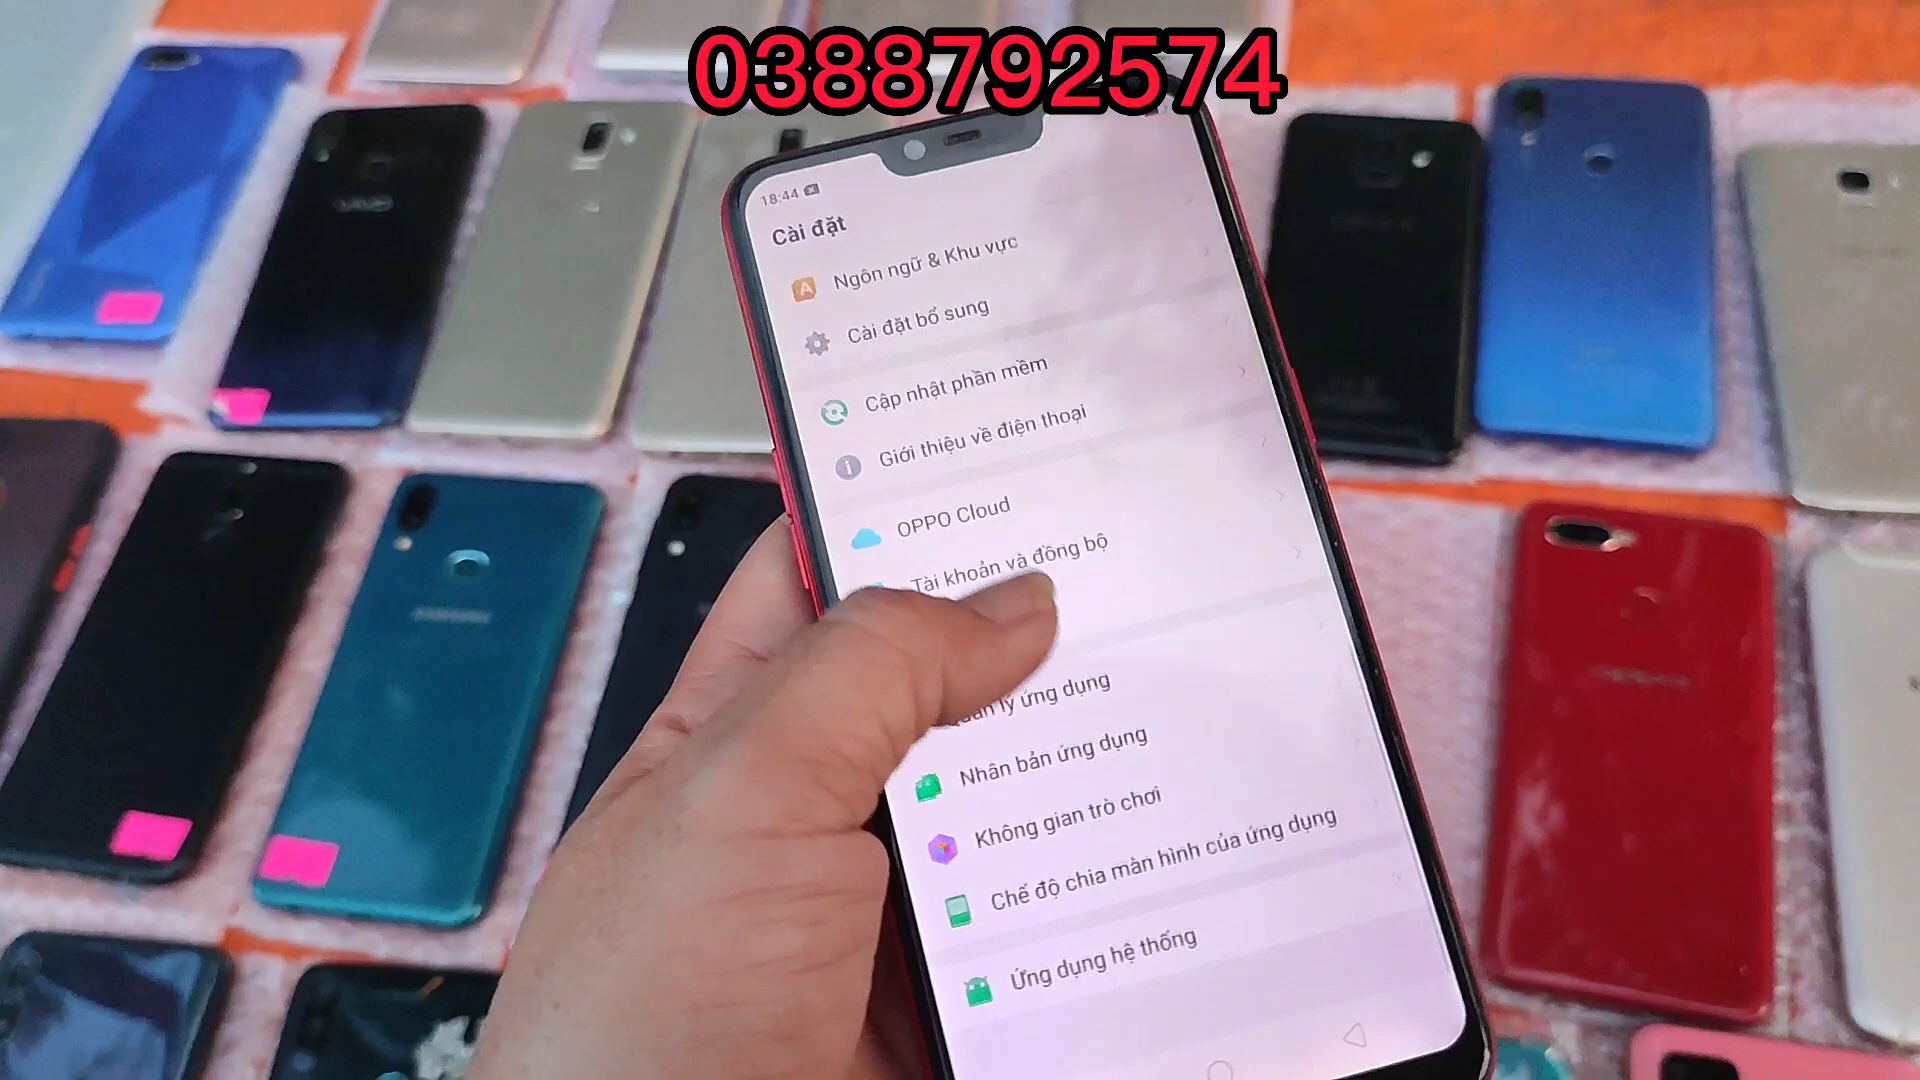 0388792574
18:44
Cài đặt
Ngôn ngữ & Khu vực
Cài đặt bổ sung
Cập nhật phần mềm
Giới thiệu về điện thoại
OPPO Cloud
Tài khoản và đồng bộ
lý ứng dụng
Nhân bản ứng dụng
Không gian trò chơi
Chế độ chia màn hình của ứng dụng
Ứng dụng hệ thống
vivo
SAMSUNG